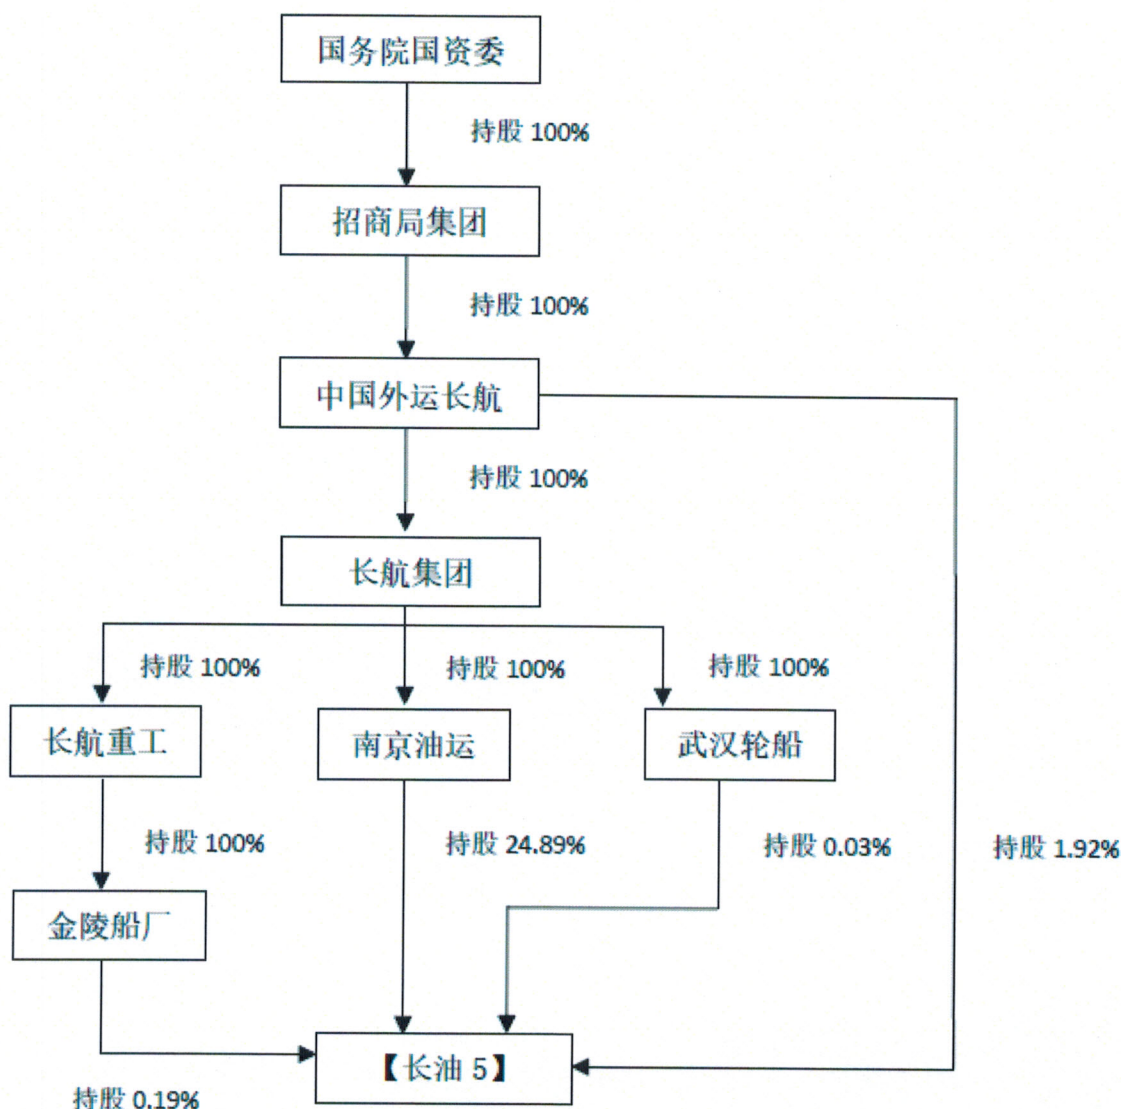 国务院国资委
持股 100%
招商局集团
持股 100%
中国外运长航
持股 100%
长航集团
持股 100%
持股 100%
持股 100%
长航重工
南京油运
武汉轮船
持股 100%
持股 24.89%
持股 0.03%
持股 1.92%
金陵船厂
【长油 5】
持股 0.19%